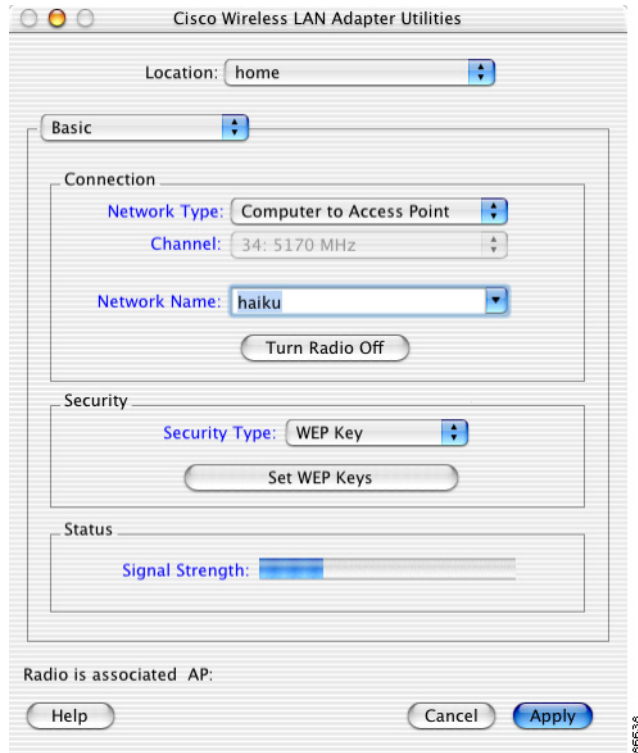 Cisco Wireless LAN Adapter Utilities
Location: home
Basic
Connection
Network Type: Computer to Access Point
Channel: 34: 5170 MHz
Network Name: haiku
Turn Radio Off
Security
Security Type: WEP Key
Set WEP Keys
Status
Signal Strength:
Radio is associated AP:
Help Cancel Apply